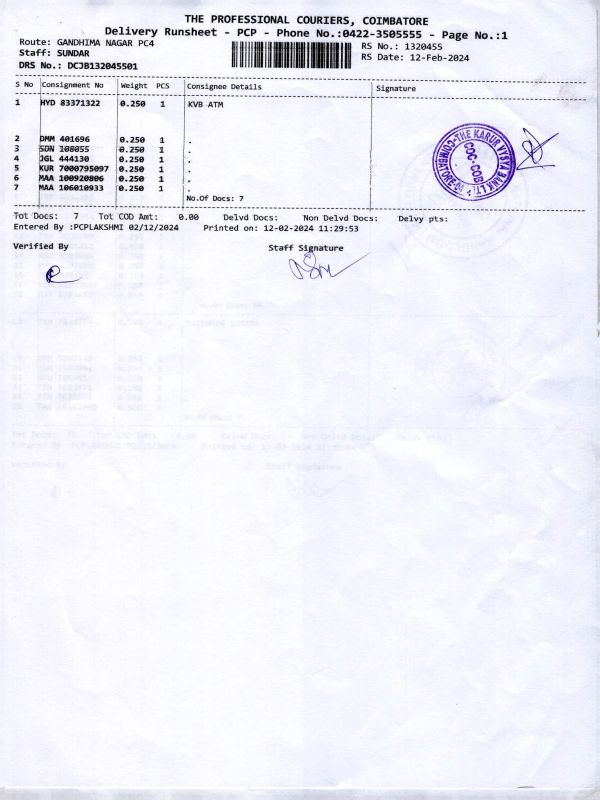 THE PROFESSIONAL COURIERS, COIMBATORE
Delivery Runsheet - PCP - Phone No.:0422-3505555 - Page No.:1
Route: GANDHIMA NAGAR PC4
RS No.: 1320455
Staff: SUNDAR
RS Date: 12-Feb-2024
DRS No.: DCJB132045501
S No Consignment No Weight PCS Consignee Details Signature
1 HYD 83371322 0.250 1 KVB ATM
2 DMM 401696 0.250 1 .
3 SDN 108055 0.250 1 .
4 JGL 444130 0.250 1 .
5 KUR 7000795097 0.250 1 .
6 MAA 100920806 0.250 1 .
7 MAA 106010933 0.250 1 .
No.Of Docs: 7
THE KARUR VYSYA BANK LTD
COIMBATORE
Tot Docs: 7 Tot COD Amt: 0.00 Delvd Docs: Non Delvd Docs: Delvy pts:
Entered By :PCPLAKSHMI 02/12/2024 Printed on: 12-02-2024 11:29:53
Verified By Staff Signature